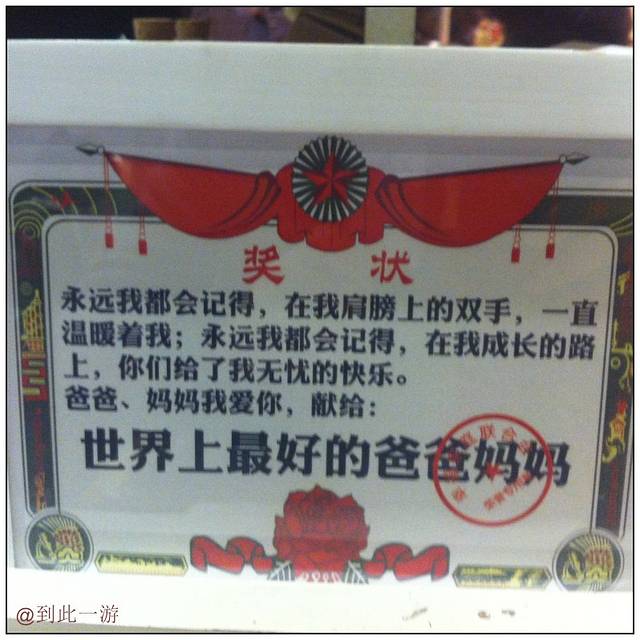 奖 状
永远我都会记得，在我肩膀上的双手，一直
温暖着我；永远我都会记得，在我成长的路
上，你们给了我无忧的快乐。
爸爸、妈妈我爱你，献给：
世界上最好的爸爸妈妈
@到此一游